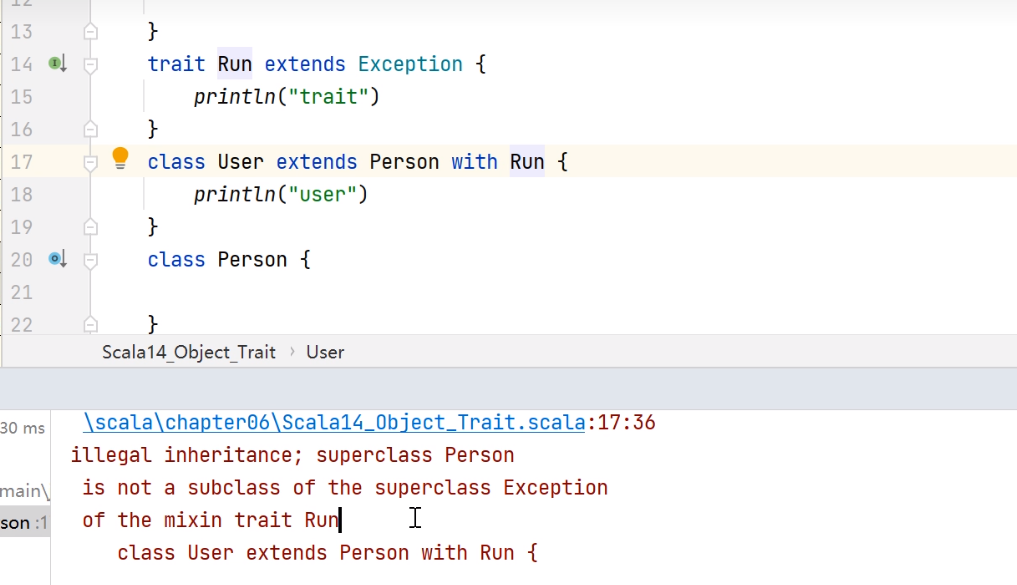 12
13 }
14 trait Run extends Exception {
15 println("trait")
16 }
17 class User extends Person with Run {
18 println("user")
19 }
20 class Person {
21
22 }
Scala14_Object_Trait › User
30 ms
\scala\chapter06\Scala14_Object_Trait.scala:17:36
illegal inheritance; superclass Person
main\
is not a subclass of the superclass Exception
son :1
of the mixin trait Run
class User extends Person with Run {